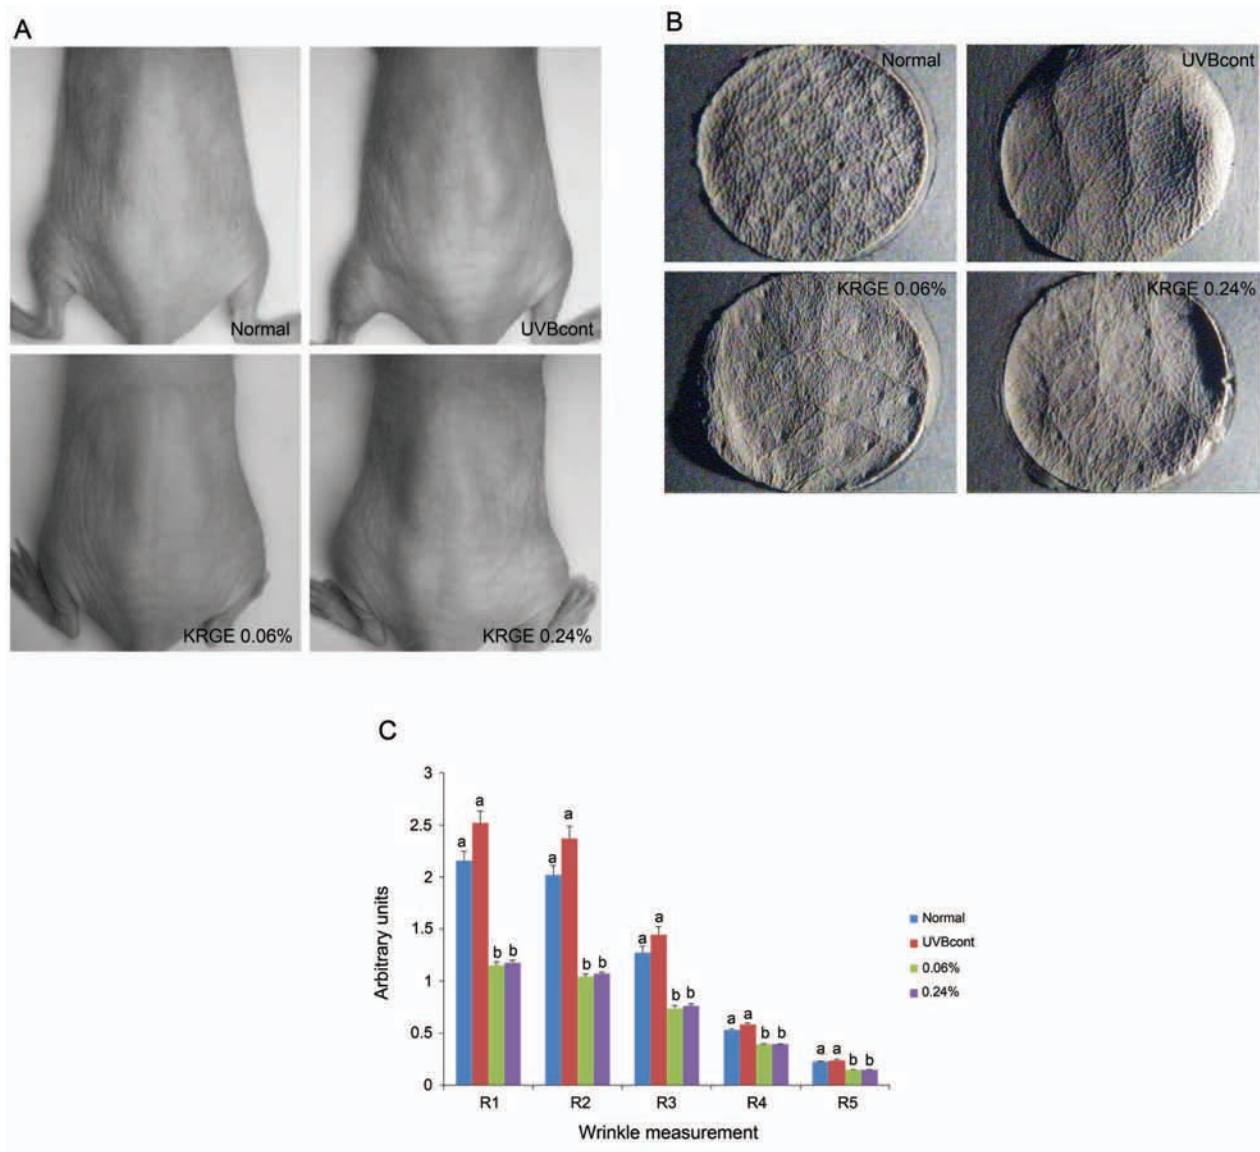 A
B
Normal
UVBcont
KRGE 0.06%
KRGE 0.24%
Normal
UVBcont
KRGE 0.06%
KRGE 0.24%
C
Arbitrary units
3
2.5
2
1.5
1
0.5
0
a
a
b
b
a
a
b
b
a
a
b
b
a
a
b
b
a
a
b
b
R1
R2
R3
R4
R5
Wrinkle measurement
Normal
UVBcont
0.06%
0.24%